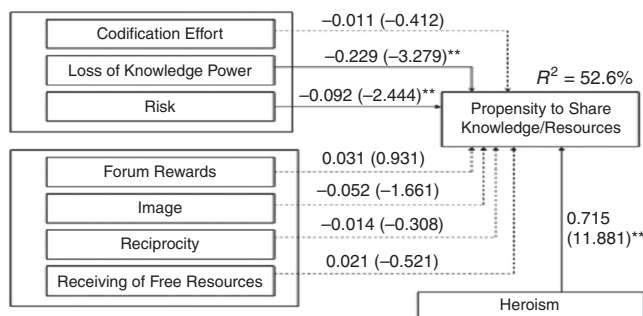 Codification Effort
−0.011 (−0.412)
Loss of Knowledge Power
−0.229 (−3.279)**
Risk
−0.092 (−2.444)**
R² = 52.6%
Propensity to Share
Knowledge/Resources
Forum Rewards
0.031 (0.931)
Image
−0.052 (−1.661)
Reciprocity
−0.014 (−0.308)
Receiving of Free Resources
0.021 (−0.521)
0.715
(11.881)**
Heroism